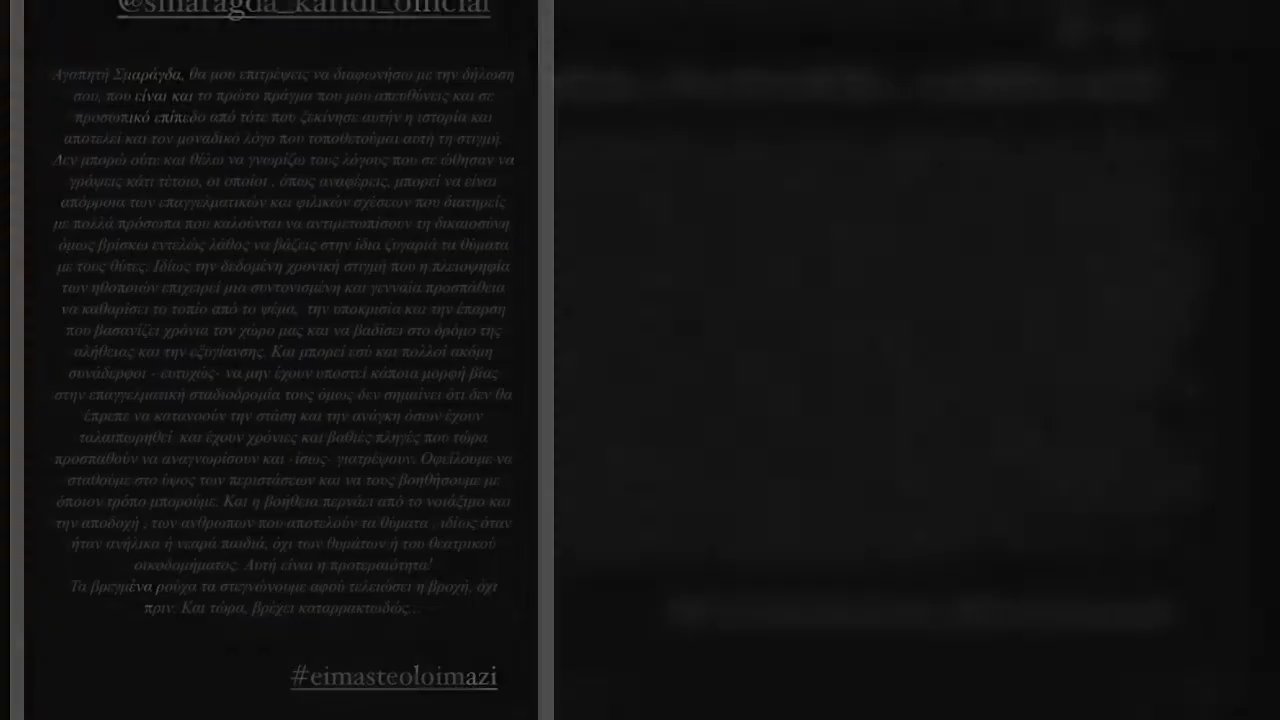 @smaragda_karidi_official
Αγαπητή Σμαράγδα, θα μου επιτρέψεις να διαφωνήσω με την δήλωση
σου, που είναι και το πρώτο πράγμα που μου απευθύνεις και σε
προσωπικό επίπεδο από τότε που ξεκίνησε αυτήν η ιστορία και
αποτελεί και τον μοναδικό λόγο που τοποθετούμαι αυτή τη στιγμή.
Δεν μπορώ ούτε και θέλω να γνωρίζω τους λόγους που σε ώθησαν να
γράψεις κάτι τέτοιο, οι οποίοι , όπως αναφέρεις, μπορεί να είναι
απόρροια των επαγγελματικών και φιλικών σχέσεων που διατηρείς
με πολλά πρόσωπα που καλούνται να αντιμετωπίσουν τη δικαιοσύνη
όμως βρίσκω εντελώς λάθος να βάζεις στην ίδια ζυγαριά τα θύματα
με τους θύτες. Ιδίως την δεδομένη χρονική στιγμή που η πλειοψηφία
των ηθοποιών επιχειρεί μια συντονισμένη και γενναία προσπάθεια
να καθαρίσει το τοπίο από το ψέμα, την υποκρισία και την έπαρση
που βασανίζει χρόνια τον χώρο μας και να βαδίσει στο δρόμο της
αλήθειας και την εξυγίανσης. Και μπορεί εσύ και πολλοί ακόμη
συνάδερφοι - ευτυχώς- να μην έχουν υποστεί κάποια μορφή βίας
στην επαγγελματική σταδιοδρομία τους όμως δεν σημαίνει ότι δεν θα
έπρεπε να κατανοούν την στάση και την ανάγκη όσων έχουν
ταλαιπωρηθεί και έχουν χρόνιες και βαθιές πληγές που τώρα
προσπαθούν να αναγνωρίσουν και -ίσως- γιατρέψουν. Οφείλουμε να
σταθούμε στο ύψος των περιστάσεων και να τους βοηθήσουμε με
όποιον τρόπο μπορούμε. Και η βοήθεια περνάει από το νοιάξιμο και
την αποδοχή , των ανθρωπων που αποτελούν τα θύματα , ιδίως όταν
ήταν ανήλικα ή νεαρά παιδιά, όχι των θυμάτων ή του θεατρικού
οικοδομήματος. Αυτή είναι η προτεραιότητα!
Τα βρεγμένα ρούχα τα στεγνώνουμε αφού τελειώσει η βροχή, όχι
πριν. Και τώρα, βρέχει καταρρακτωδώς...
#eimasteoloimazi